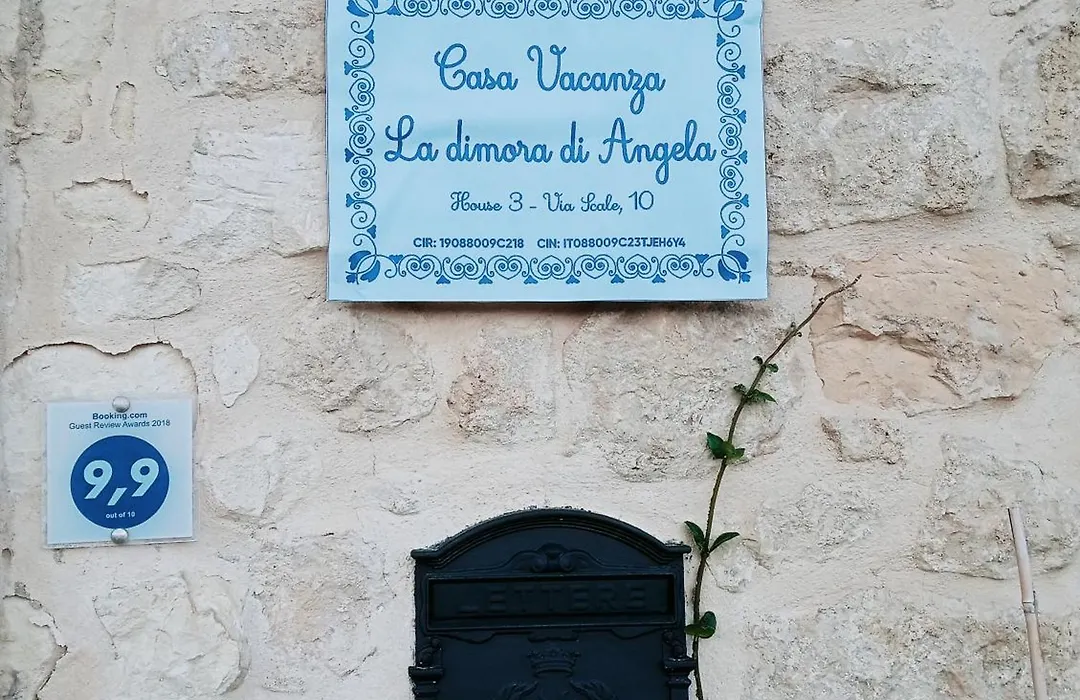 Casa Vacanza
La dimora di Angela
House 3 - Via Scale, 10
CIR: 19088009C218 CIN: IT088009C23TJEH6Y4
Booking.com
Guest Review Awards 2018
9,9
out of 10
LETTERE